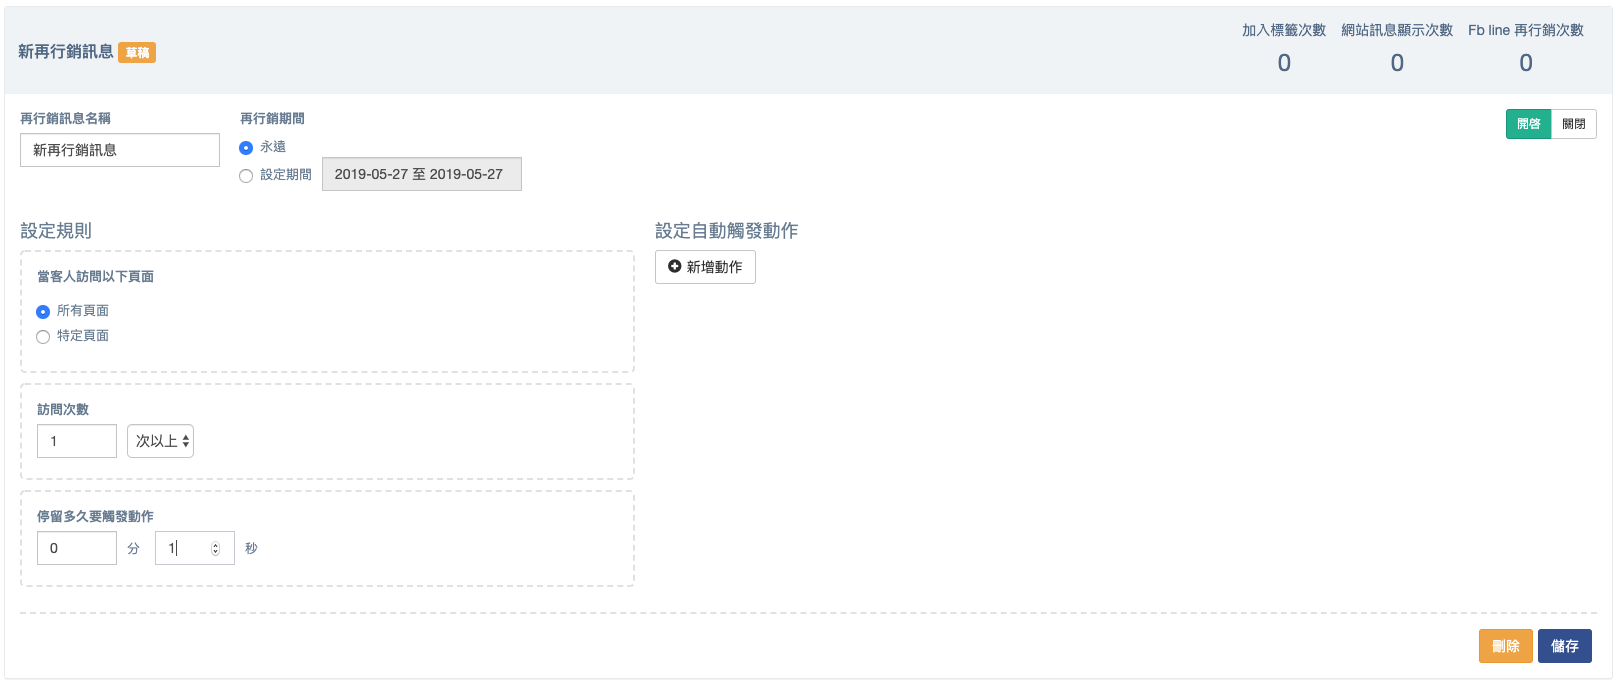 新再行銷訊息 草稿
加入標籤次數 網站訊息顯示次數 Fb line 再行銷次數
0 0 0
再行銷訊息名稱 再行銷期間
開啓 關閉
新再行銷訊息
永遠
設定期間 2019-05-27 至 2019-05-27
設定規則
當客人訪問以下頁面
所有頁面
特定頁面
訪問次數
1 次以上
停留多久要觸發動作
0 分 1 秒
設定自動觸發動作
新增動作
刪除 儲存